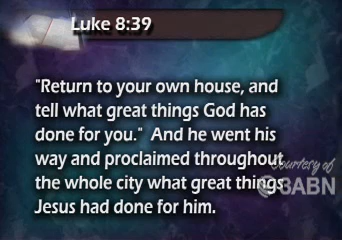 Luke 8:39
"Return to your own house, and
tell what great things God has
done for you." And he went his
way and proclaimed throughout
the whole city what great things
Jesus had done for him.
Courtesy of
3ABN